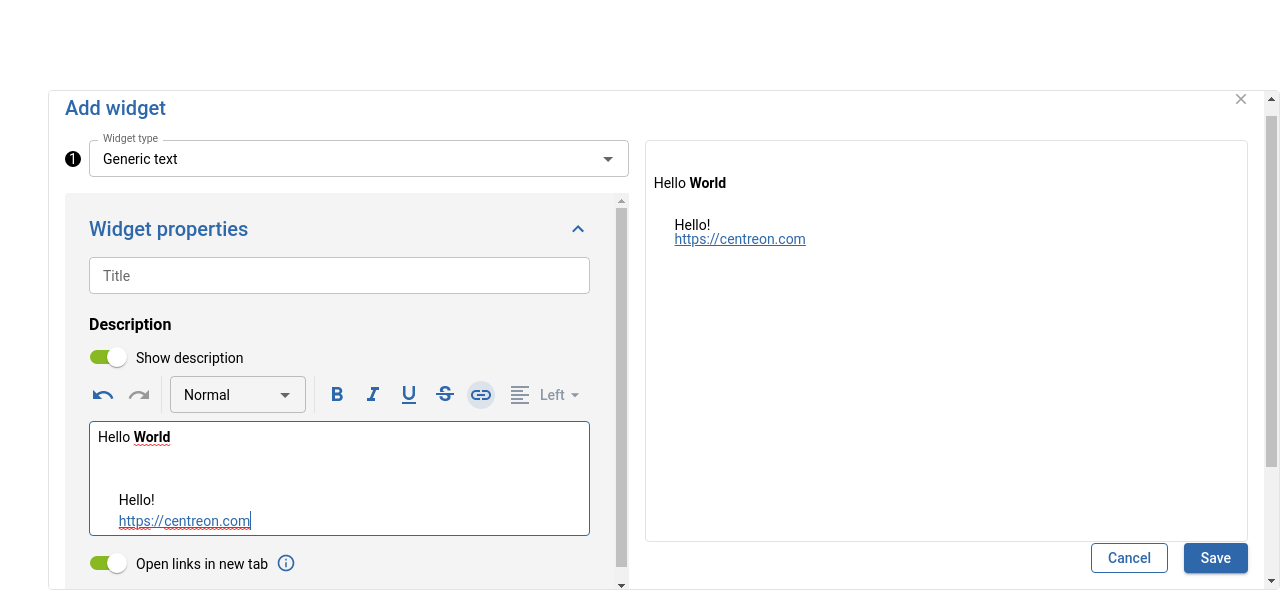 Add widget
Widget type
1
Generic text
Widget properties
Title
Description
Show description
Normal
B I U S Left
Hello World
Hello!
https://centreon.com
Open links in new tab
Hello World
Hello!
https://centreon.com
Cancel
Save